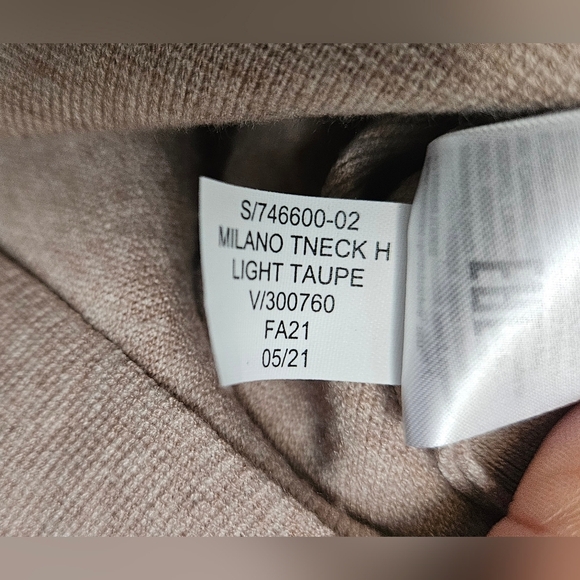 S/746600-02
MILANO TNECK H
LIGHT TAUPE
V/300760
FA21
05/21